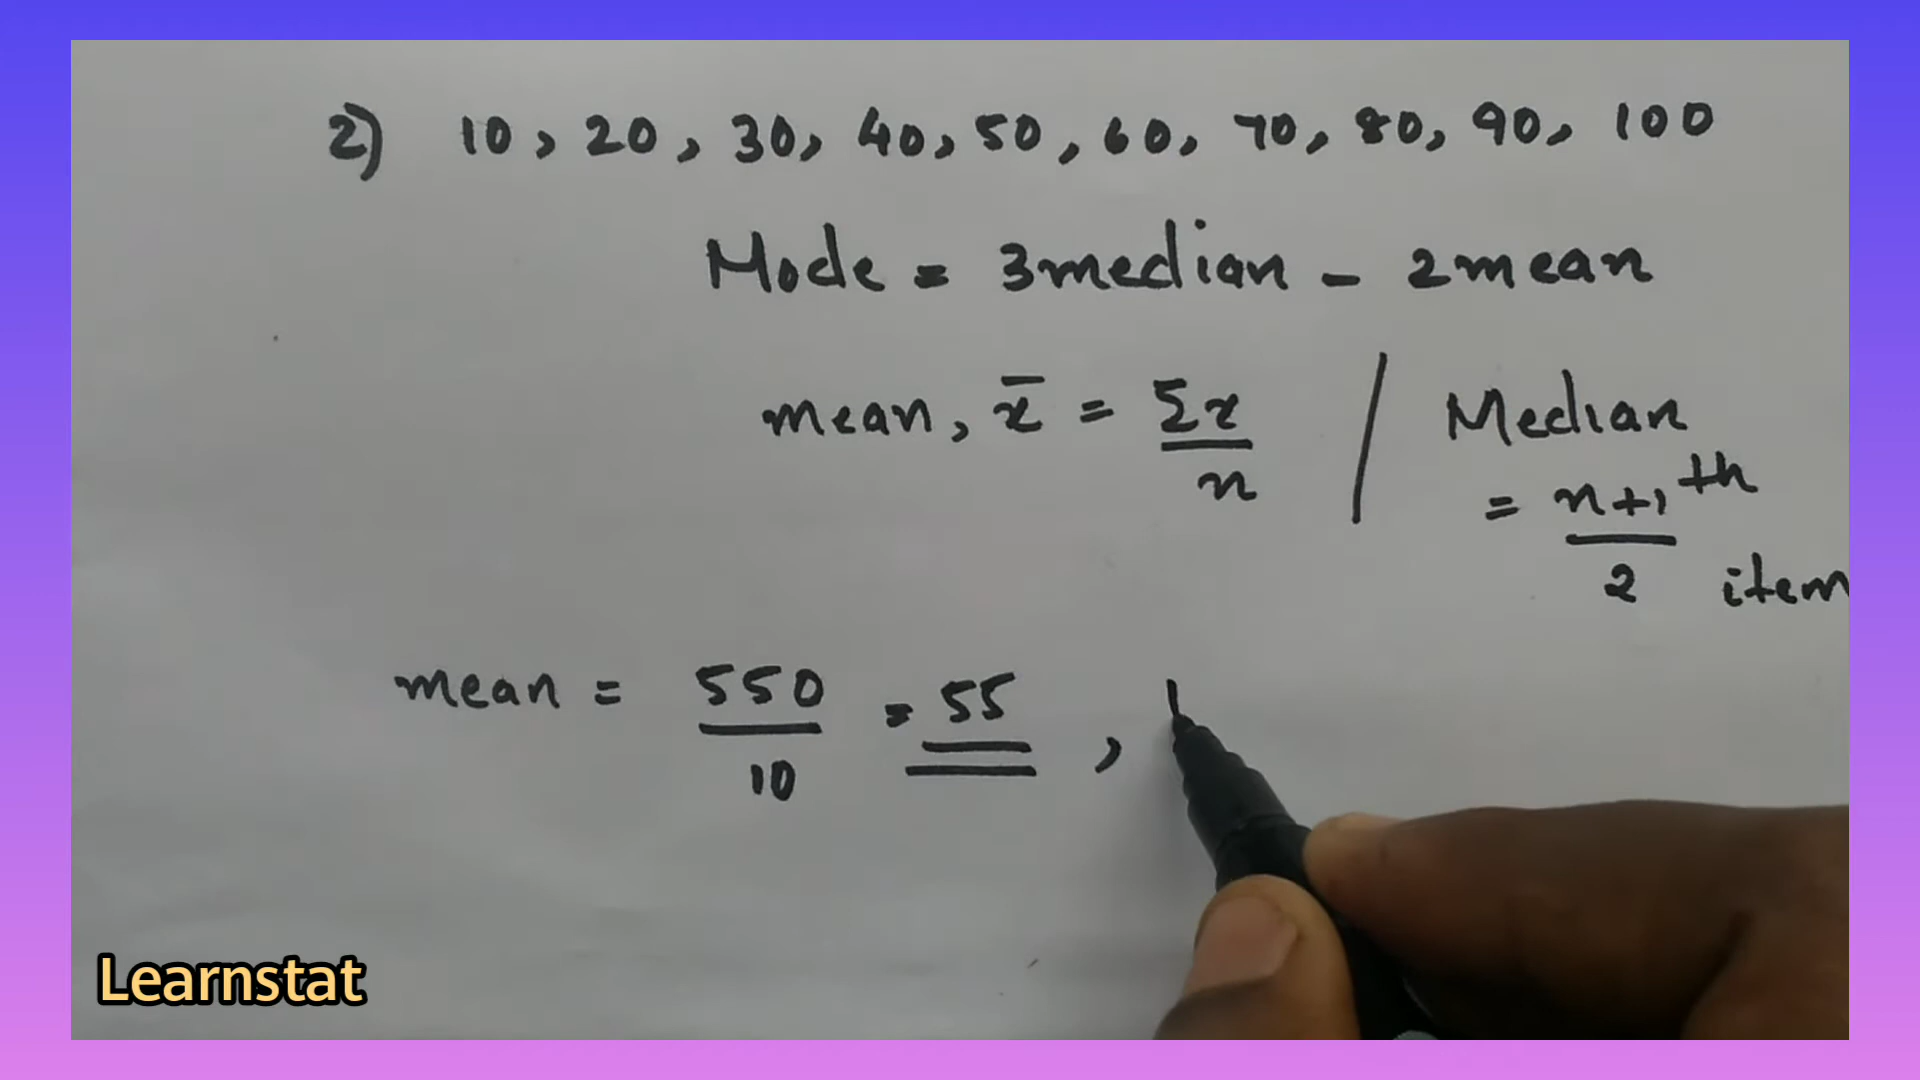 2) 10, 20, 30, 40, 50, 60, 70, 80, 90, 100
Mode = 3median - 2mean
mean, x̄ = Σx / n
Median
= n+1 / 2 th item
mean = 550 / 10 = 55,
Learnstat